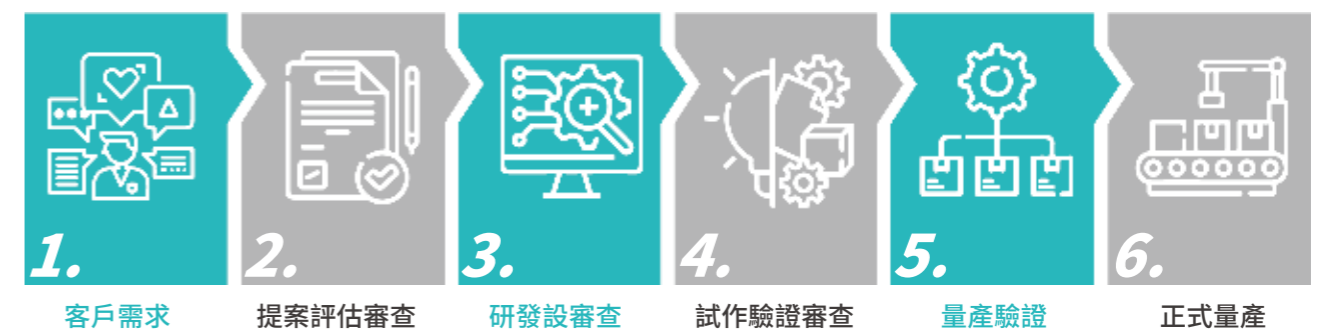 1.
客戶需求
2.
提案評估審查
3.
研發設審查
4.
試作驗證審查
5.
量產驗證
6.
正式量產